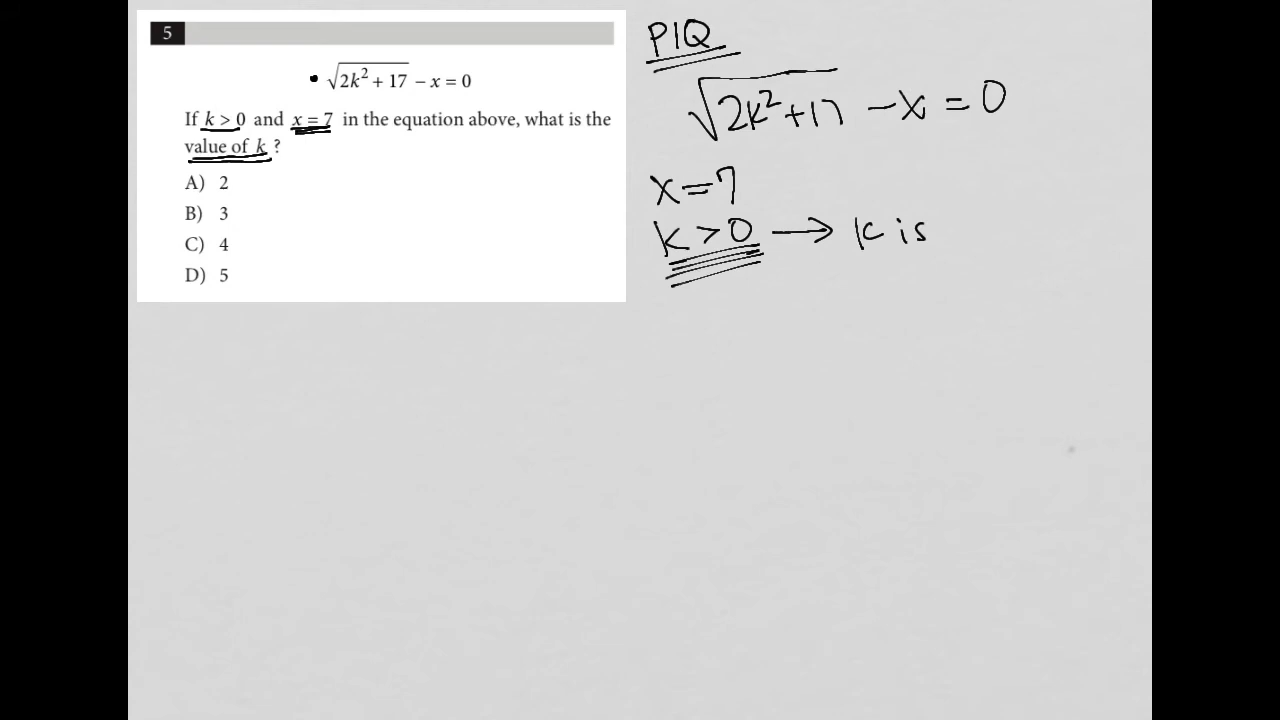 5
√2k² + 17 − x = 0
If k > 0 and x = 7 in the equation above, what is the
value of k ?
A) 2
B) 3
C) 4
D) 5
PIQ
√2k²+17 −x = 0
x=7
k>0 → k is